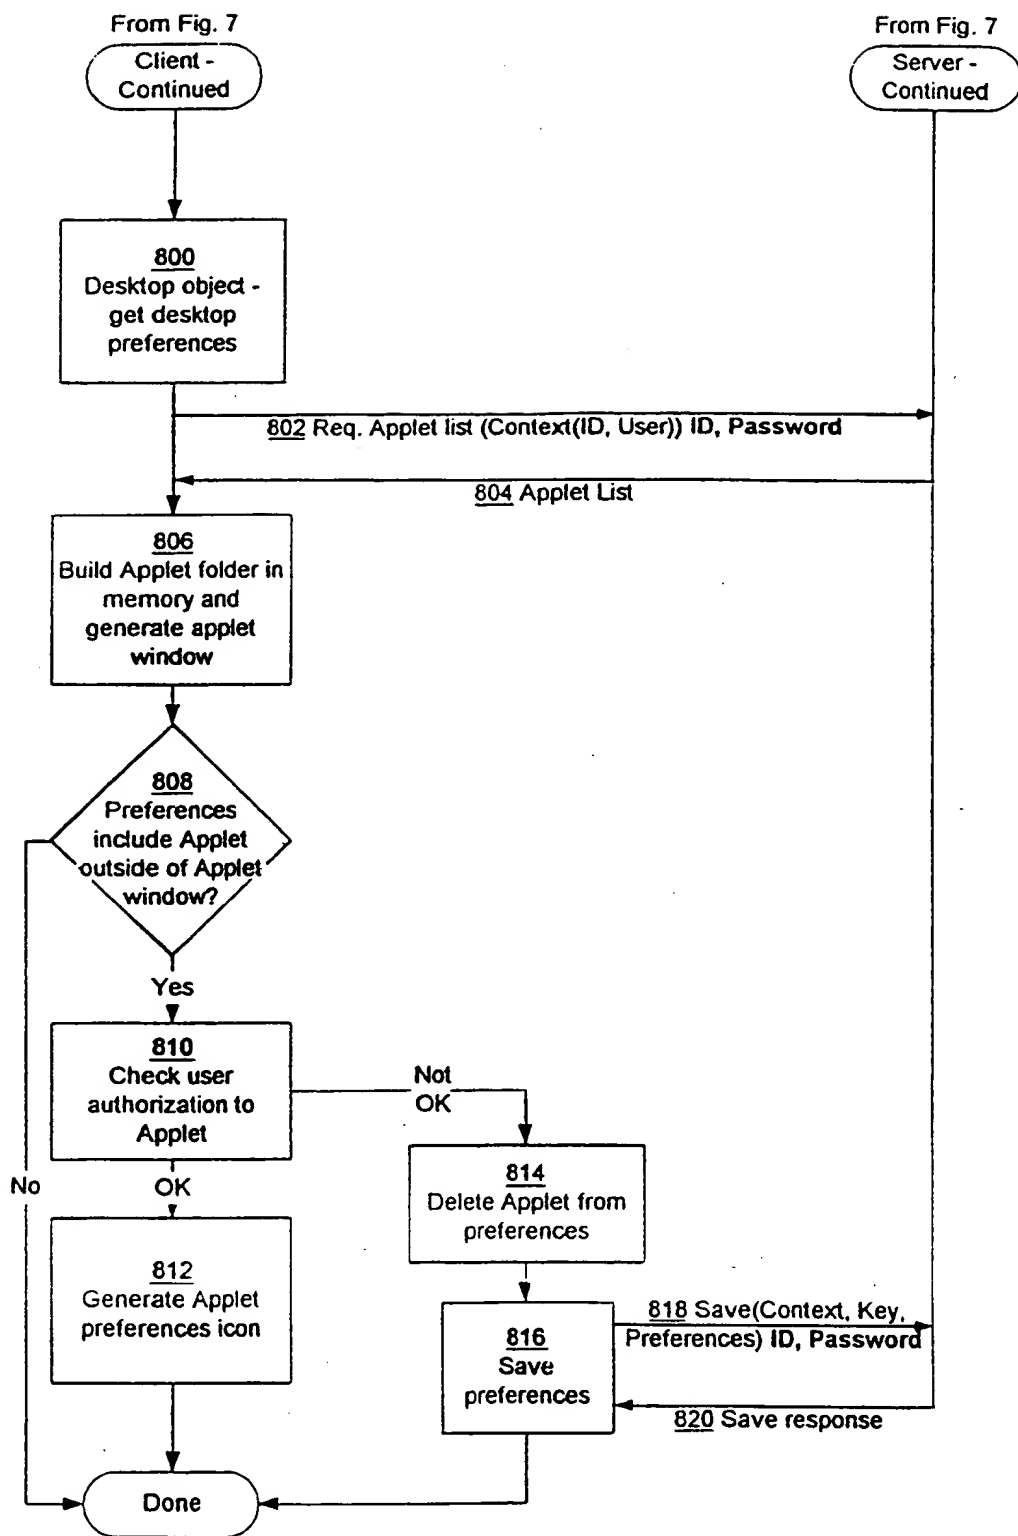 From Fig. 7
Client -
Continued
From Fig. 7
Server -
Continued
800
Desktop object -
get desktop
preferences
802 Req. Applet list (Context(ID, User)) ID, Password
804 Applet List
806
Build Applet folder in
memory and
generate applet
window
808
Preferences
include Applet
outside of Applet
window?
Yes
No
810
Check user
authorization to
Applet
Not
OK
OK
814
Delete Applet from
preferences
812
Generate Applet
preferences icon
816
Save
preferences
818 Save(Context, Key,
Preferences) ID, Password
820 Save response
Done